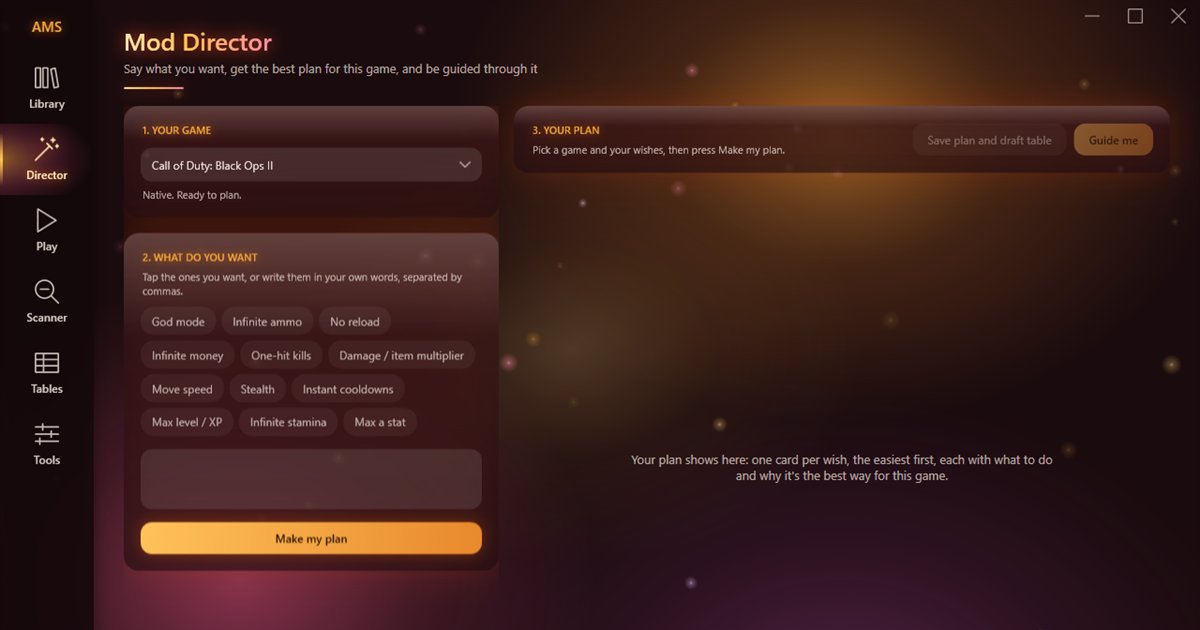 AMS
Library
Director
Play
Scanner
Tables
Tools
Mod Director
Say what you want, get the best plan for this game, and be guided through it
1. YOUR GAME
Call of Duty: Black Ops II
Native. Ready to plan.
2. WHAT DO YOU WANT
Tap the ones you want, or write them in your own words, separated by
commas.
God mode
Infinite ammo
No reload
Infinite money
One-hit kills
Damage / item multiplier
Move speed
Stealth
Instant cooldowns
Max level / XP
Infinite stamina
Max a stat
Make my plan
3. YOUR PLAN
Pick a game and your wishes, then press Make my plan.
Save plan and draft table
Guide me
Your plan shows here: one card per wish, the easiest first, each with what to do
and why it's the best way for this game.